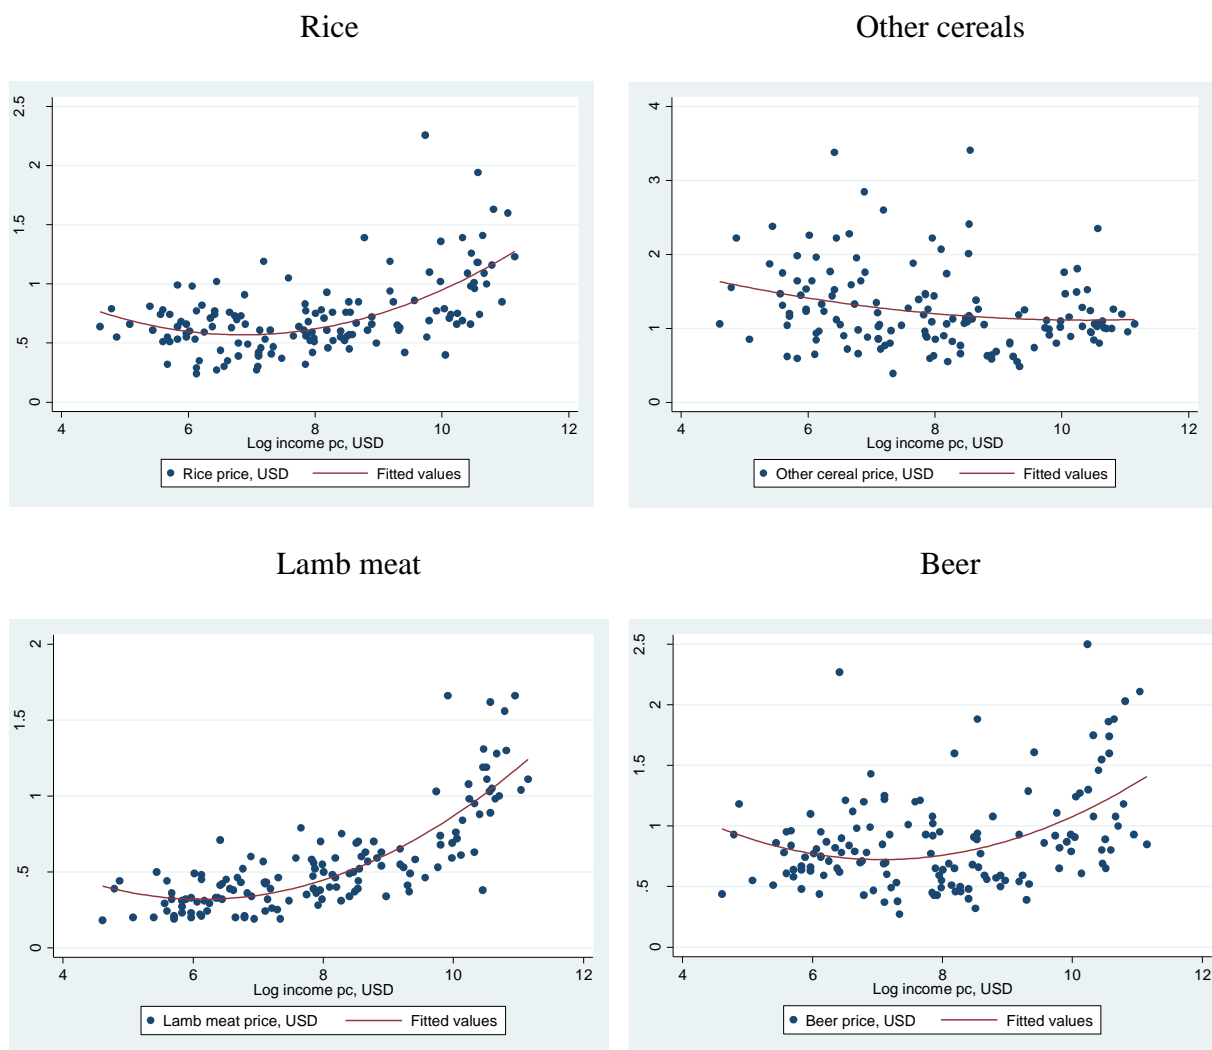 Rice
2.5
2
1.5
1
.5
0
4 6 8 10 12
Log income pc, USD
Rice price, USD Fitted values
Other cereals
4
3
2
1
0
4 6 8 10 12
Log income pc, USD
Other cereal price, USD Fitted values
Lamb meat
2
1.5
1
.5
0
4 6 8 10 12
Log income pc, USD
Lamb meat price, USD Fitted values
Beer
2.5
2
1.5
1
.5
0
4 6 8 10 12
Log income pc, USD
Beer price, USD Fitted values